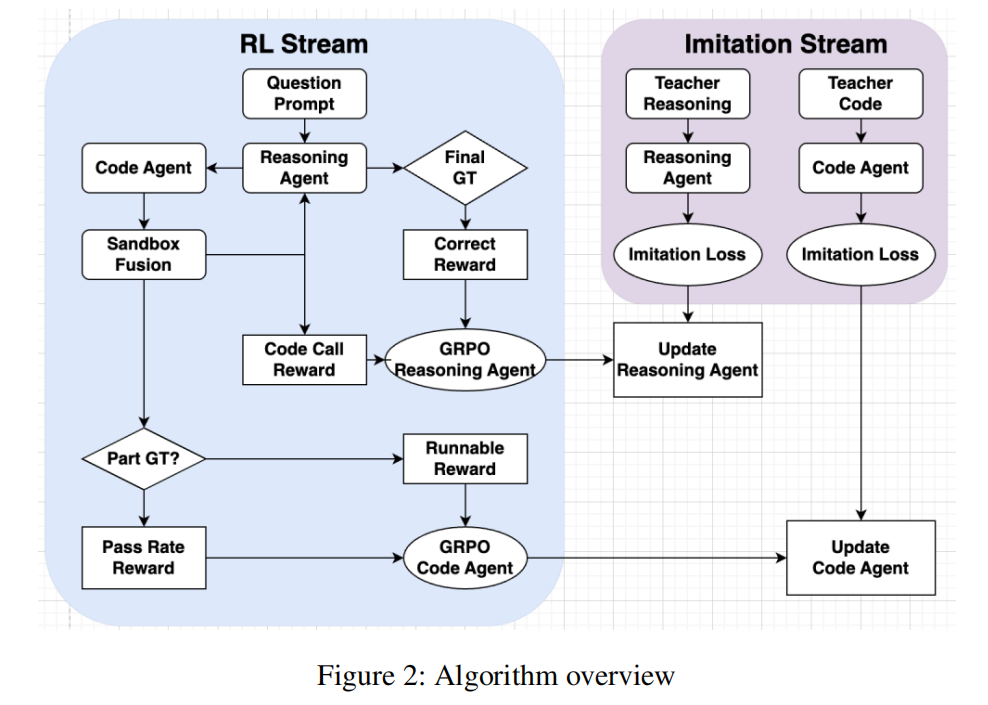 RL Stream
Question
Prompt
Code Agent
Reasoning
Agent
Final
GT
Sandbox
Fusion
Correct
Reward
Code Call
Reward
GRPO
Reasoning Agent
Part GT?
Runnable
Reward
Pass Rate
Reward
GRPO
Code Agent
Imitation Stream
Teacher
Reasoning
Teacher
Code
Reasoning
Agent
Code Agent
Imitation Loss
Imitation Loss
Update
Reasoning Agent
Update
Code Agent
Figure 2: Algorithm overview